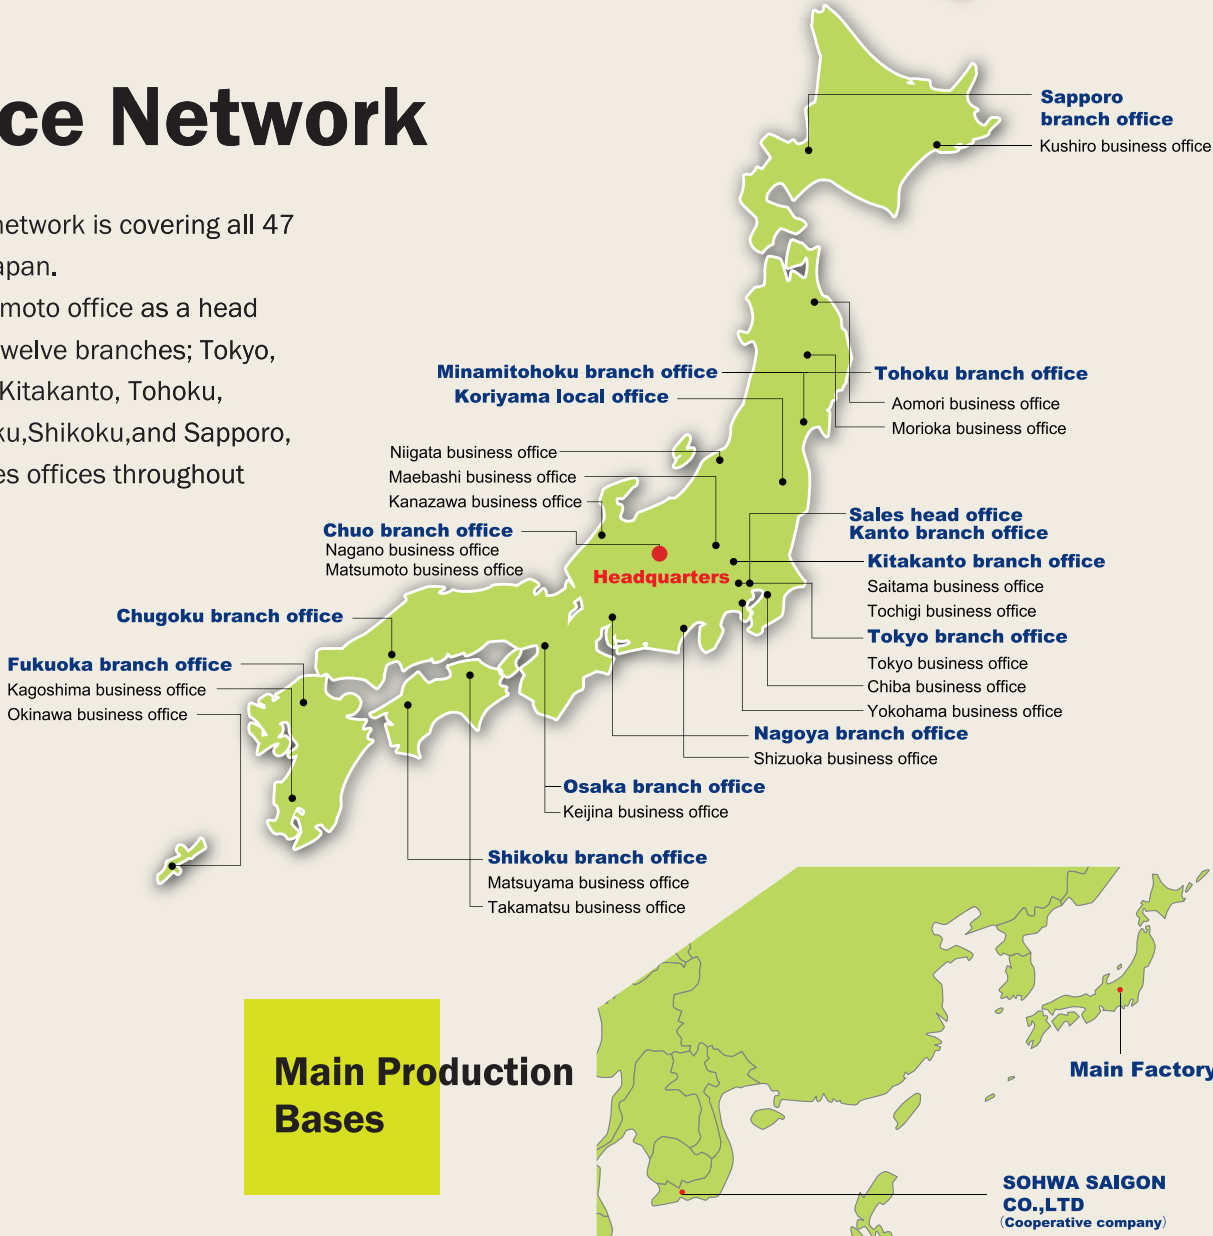 ce Network
network is covering all 47
apan.
moto office as a head
welve branches; Tokyo,
Kitakanto, Tohoku,
ku,Shikoku,and Sapporo,
es offices throughout
Sapporo
branch office
Kushiro business office
Minamitohoku branch office
Koriyama local office
Tohoku branch office
Aomori business office
Morioka business office
Niigata business office
Maebashi business office
Kanazawa business office
Chuo branch office
Nagano business office
Matsumoto business office
Headquarters
Sales head office
Kanto branch office
Kitakanto branch office
Saitama business office
Tochigi business office
Tokyo branch office
Tokyo business office
Chiba business office
Yokohama business office
Chugoku branch office
Fukuoka branch office
Kagoshima business office
Okinawa business office
Nagoya branch office
Shizuoka business office
Osaka branch office
Keijina business office
Shikoku branch office
Matsuyama business office
Takamatsu business office
Main Production
Bases
Main Factory
SOHWA SAIGON
CO.,LTD
(Cooperative company)